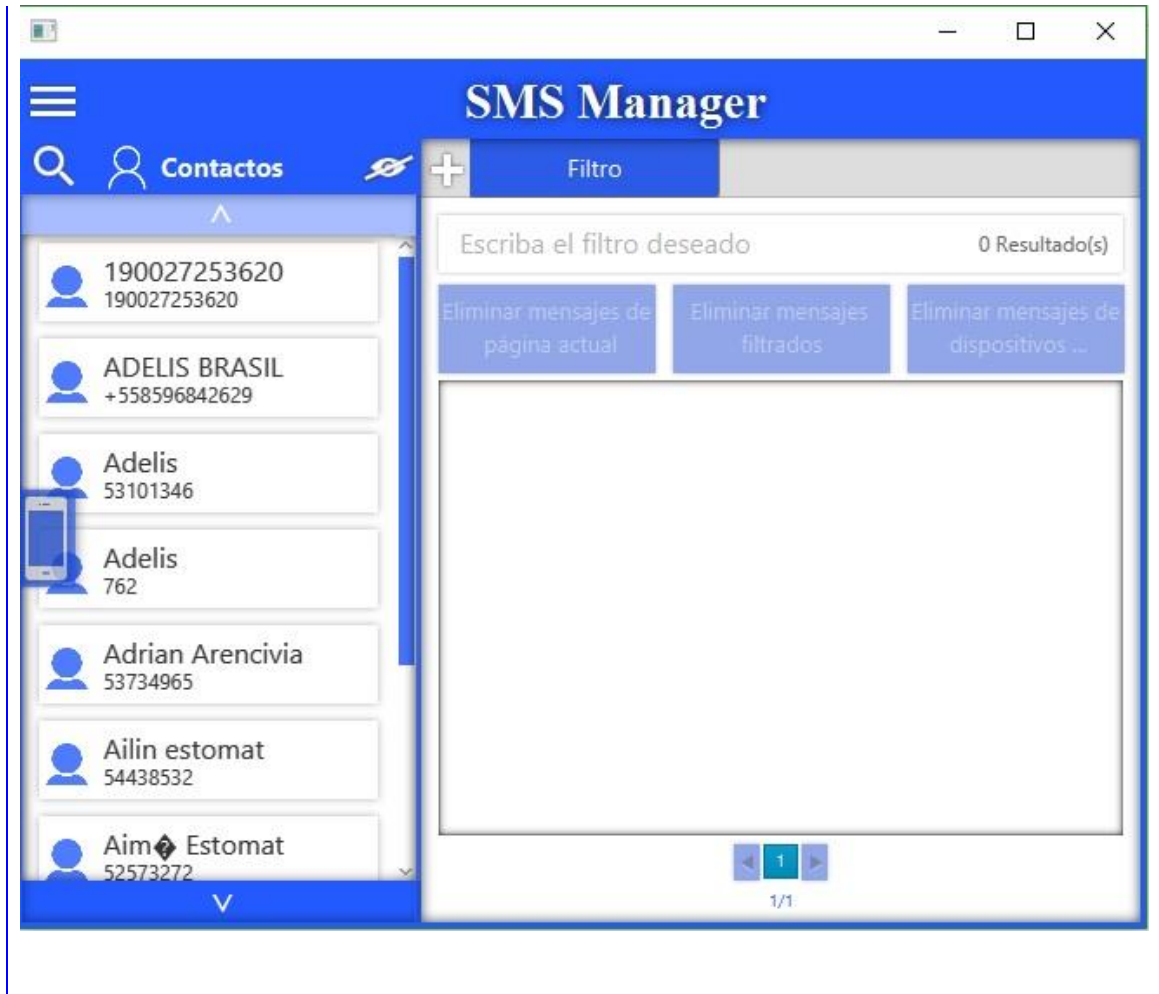 SMS Manager
Contactos
Filtro
Escriba el filtro deseado
0 Resultado(s)
Eliminar mensajes de
página actual
Eliminar mensajes
filtrados
Eliminar mensajes de
dispositivos ...
190027253620
190027253620
ADELIS BRASIL
+558596842629
Adelis
53101346
Adelis
762
Adrian Arencivia
53734965
Ailin estomat
54438532
Aim� Estomat
52573272
1
1/1